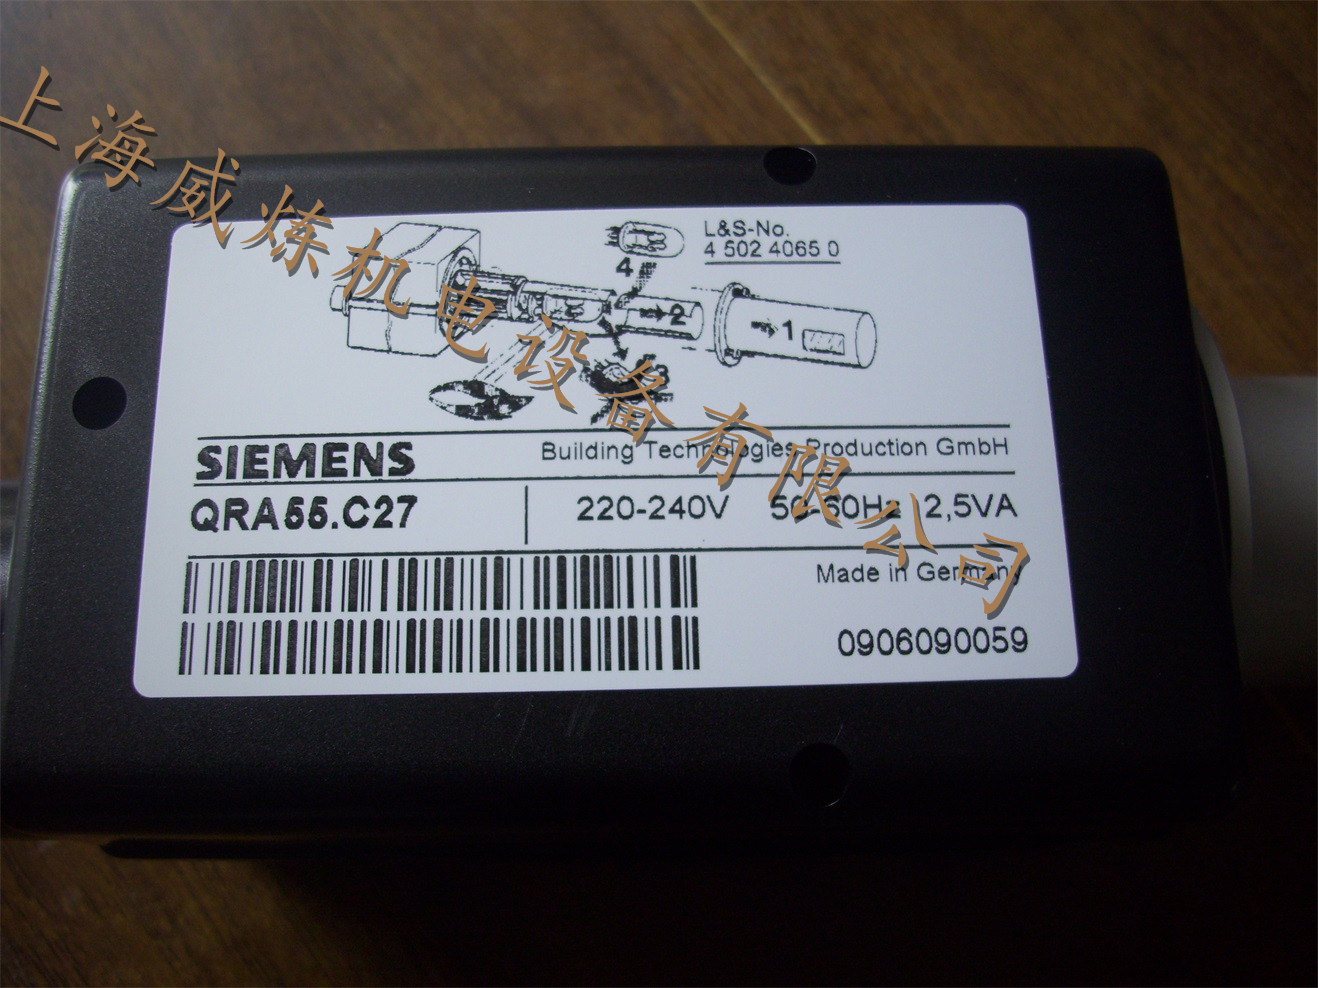 上海威炼机电设备有限公司
L&S-No.
4 502 4065 0
4
2
1
SIEMENS
Building Technologies Production GmbH
QRA55.C27
220-240V 50-60Hz 2,5VA
Made in Germany
0906090059